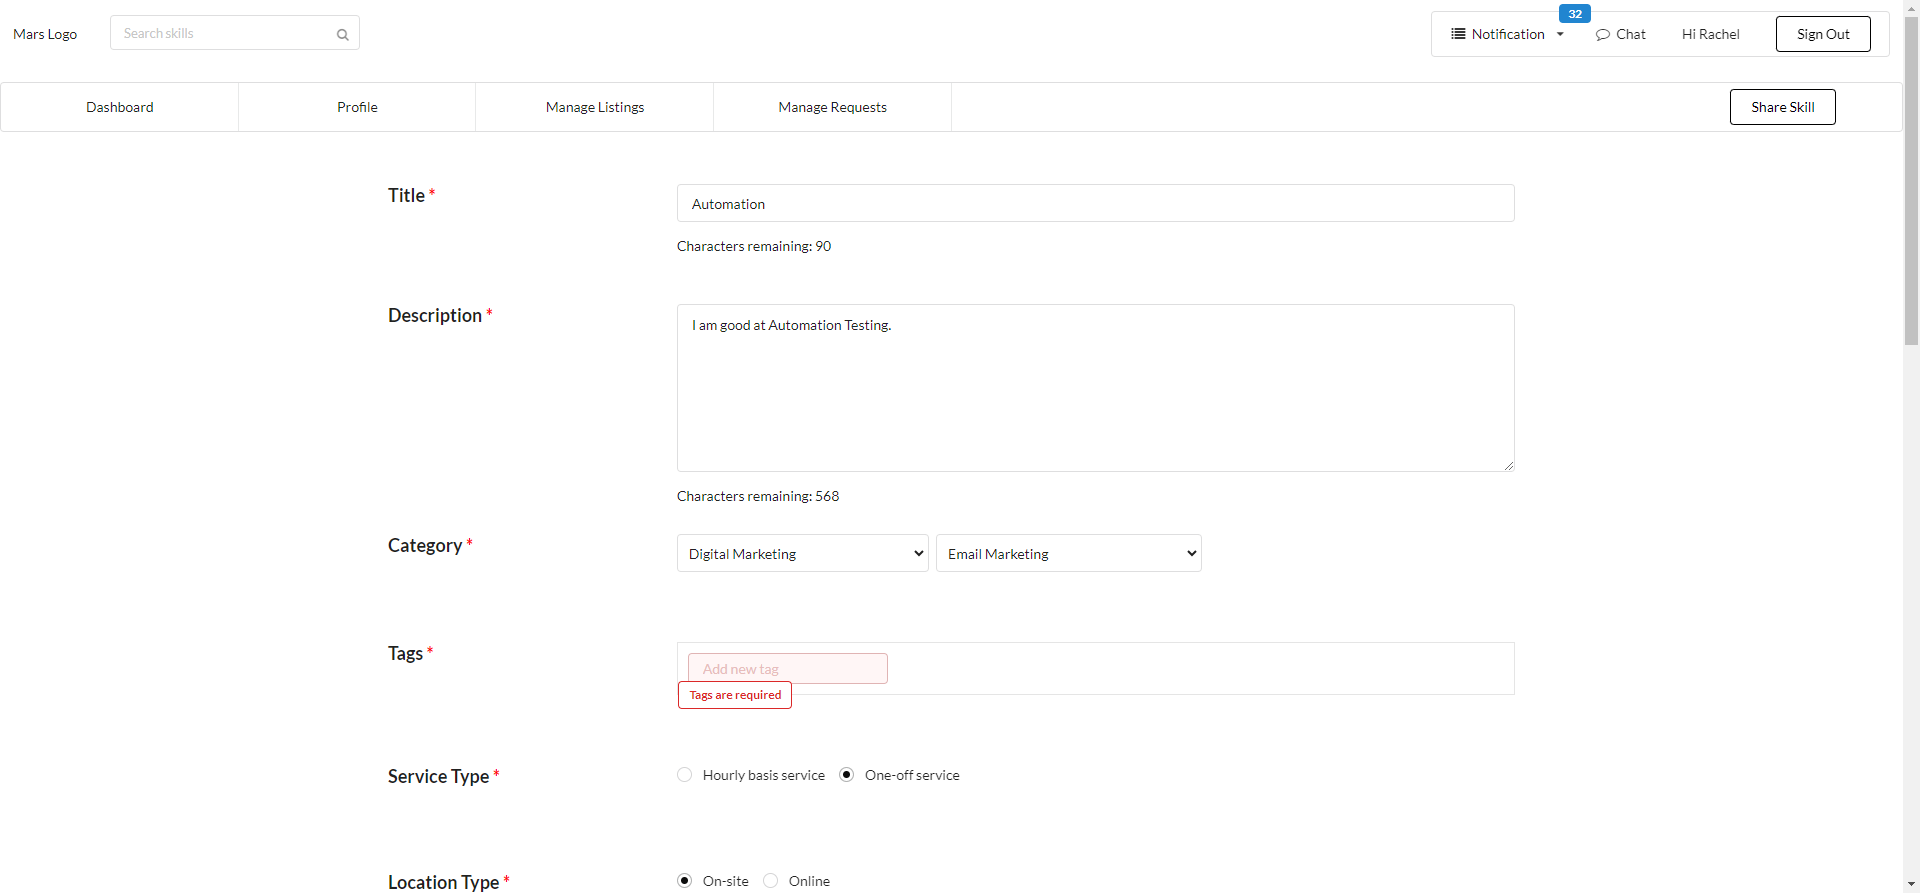 Mars Logo
Search skills
32
Notification
Chat
Hi Rachel
Sign Out
Dashboard
Profile
Manage Listings
Manage Requests
Share Skill
Title *
Automation
Characters remaining: 90
Description *
I am good at Automation Testing.
Characters remaining: 568
Category *
Digital Marketing
Email Marketing
Tags *
Add new tag
Tags are required
Service Type *
Hourly basis service
One-off service
Location Type *
On-site
Online